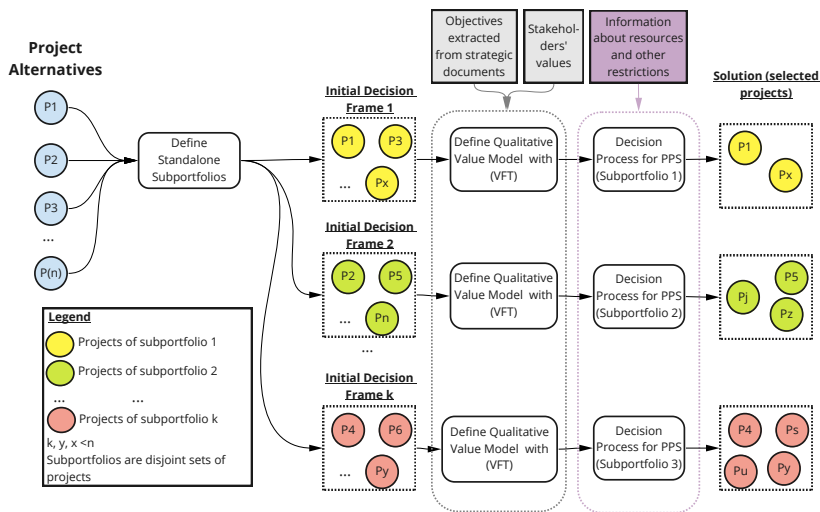 Project
Alternatives
P1
P2
P3
...
P(n)
Define
Standalone
Subportfolios
Objectives
extracted
from strategic
documents
Stakehol-
ders'
values
Information
about resources
and other
restrictions
Initial Decision
Frame 1
P1
P3
...
Px
Define Qualitative
Value Model with
(VFT)
Decision
Process for PPS
(Subportfolio 1)
Solution (selected
projects)
P1
Px
Initial Decision
Frame 2
P2
P5
...
Pn
...
Define Qualitative
Value Model with
(VFT)
Decision
Process for PPS
(Subportfolio 2)
P5
Pj
Pz
Initial Decision
Frame k
P4
P6
...
Py
Define Qualitative
Value Model with
(VFT)
Decision
Process for PPS
(Subportfolio 3)
P4
Ps
Pu
Py
Legend
Projects of subportfolio 1
Projects of subportfolio 2
... ...
Projects of subportfolio k
k, y, x <n
Subportfolios are disjoint sets of
projects